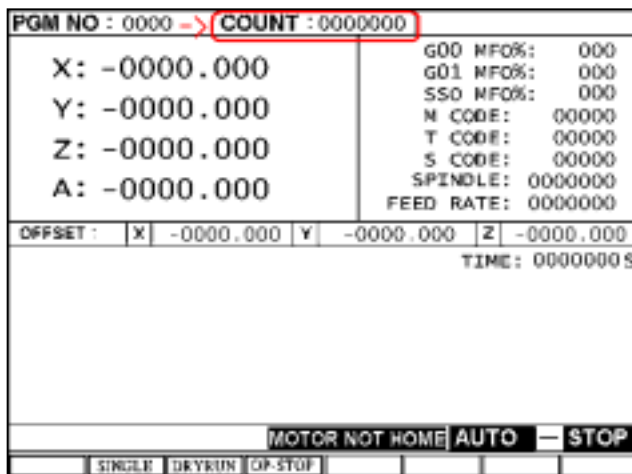 PGM NO : 0000 -> COUNT :0000000
X: -0000.000
Y: -0000.000
Z: -0000.000
A: -0000.000
G00 MFO%: 000
G01 MFO%: 000
SSO MFO%: 000
M CODE: 00000
T CODE: 00000
S CODE: 00000
SPINDLE: 0000000
FEED RATE: 0000000
OFFSET : X -0000.000 Y -0000.000 Z -0000.000
TIME: 0000000S
MOTOR NOT HOME AUTO — STOP
SINGLE DRYRUN OP-STOP